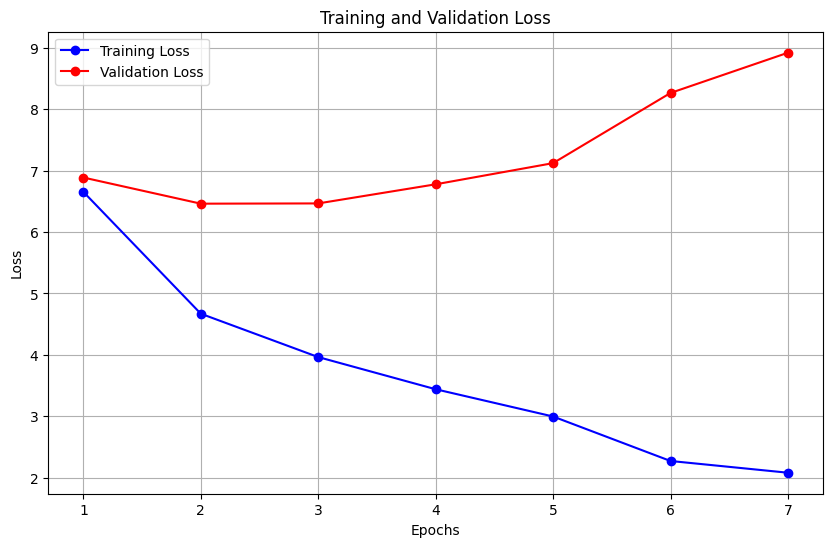 Training and Validation Loss
Training Loss
Validation Loss
9
8
7
6
5
4
3
2
Loss
1 2 3 4 5 6 7
Epochs